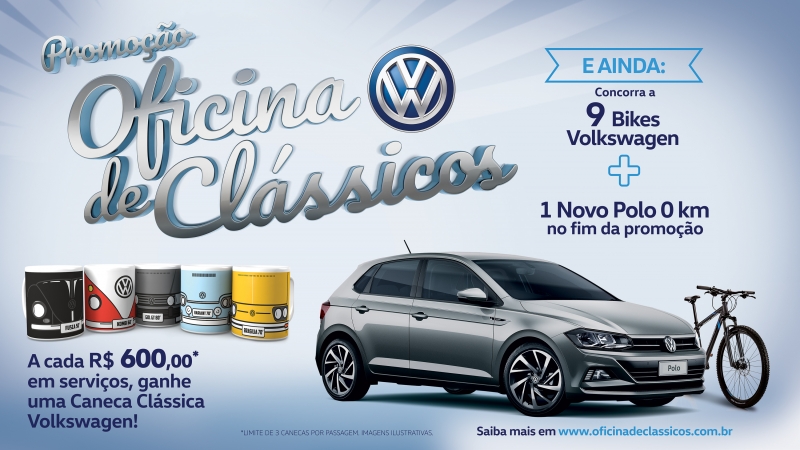 Promoção
Oficina
de Clássicos
E AINDA:
Concorra a
9 Bikes
Volkswagen
+
1 Novo Polo 0 km
no fim da promoção
A cada R$ 600,00*
em serviços, ganhe
uma Caneca Clássica
Volkswagen!
Polo
*LIMITE DE 3 CANECAS POR PASSAGEM. IMAGENS ILUSTRATIVAS.
Saiba mais em www.oficinadeclassicos.com.br